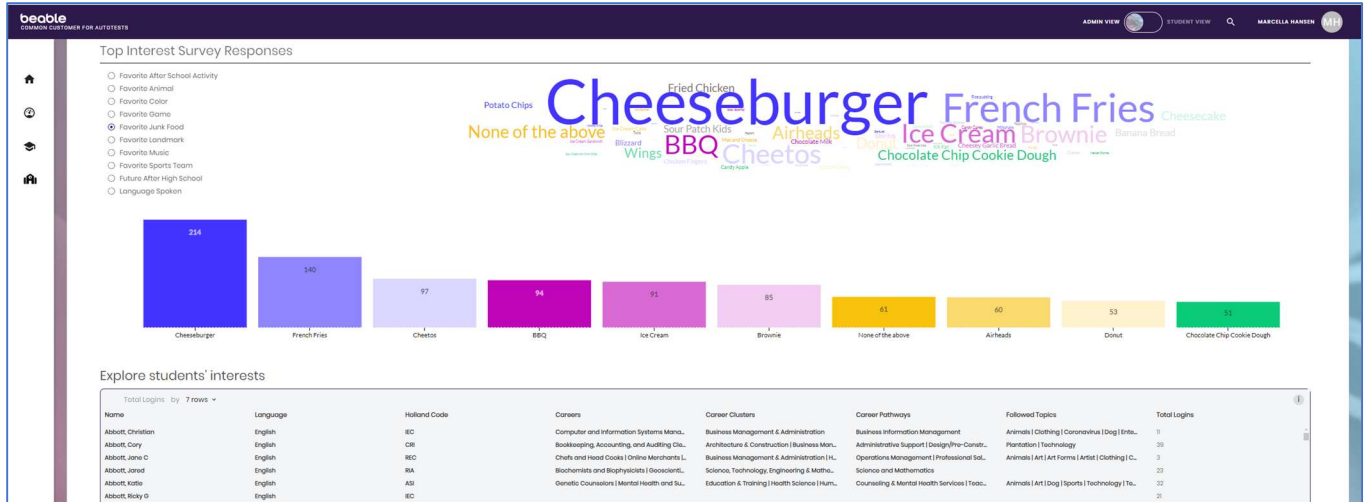 beable
COMMON CUSTOMER FOR AUTOTESTS
ADMIN VIEW STUDENT VIEW MARCELLA HANSEN MH
Top Interest Survey Responses
Favorite After School Activity
Favorite Animal
Favorite Color
Favorite Game
Favorite Junk Food
Favorite Landmark
Favorite Music
Favorite Sports Team
Future After High School
Language Spoken
Fried Chicken
Potato Chips
Cheeseburger
French Fries
Cheesecake
None of the above
Sour Patch Kids
Airheads
Ice Cream
Brownie
Banana Bread
Blizzard
BBQ
Chocolate Milk
Donut
Cheesey Garlic Bread
Wings
Chicken Fingers
Cheetos
Chocolate Chip Cookie Dough
Candy Apple
214
140
97
94
91
85
61
60
53
51
Cheeseburger French Fries Cheetos BBQ Ice Cream Brownie None of the above Airheads Donut Chocolate Chip Cookie Dough
Explore students' interests
Total Logins by 7 rows
Name Language Holland Code Careers Career Clusters Career Pathways Followed Topics Total Logins
Abbott, Christian English IEC Computer and Information Systems Mana... Business Management & Administration Business Information Management Animals | Clothing | Coronavirus | Dog | Ente... 11
Abbott, Cory English CRI Bookkeeping, Accounting, and Auditing Cle... Architecture & Construction | Business Man... Administrative Support | Design/Pre-Constr... Plantation | Technology 39
Abbott, Jane C English REC Chefs and Head Cooks | Online Merchants |... Business Management & Administration | H... Operations Management | Professional Sal... Animals | Art | Art Forms | Artist | Clothing | C... 3
Abbott, Jared English RIA Biochemists and Biophysicists | Geoscienti... Science, Technology, Engineering & Mathe... Science and Mathematics 23
Abbott, Katie English ASI Genetic Counselors | Mental Health and Su... Education & Training | Health Science | Hum... Counseling & Mental Health Services | Teac... Animals | Art | Dog | Sports | Technology | Te... 32
Abbott, Ricky G English IEC 21